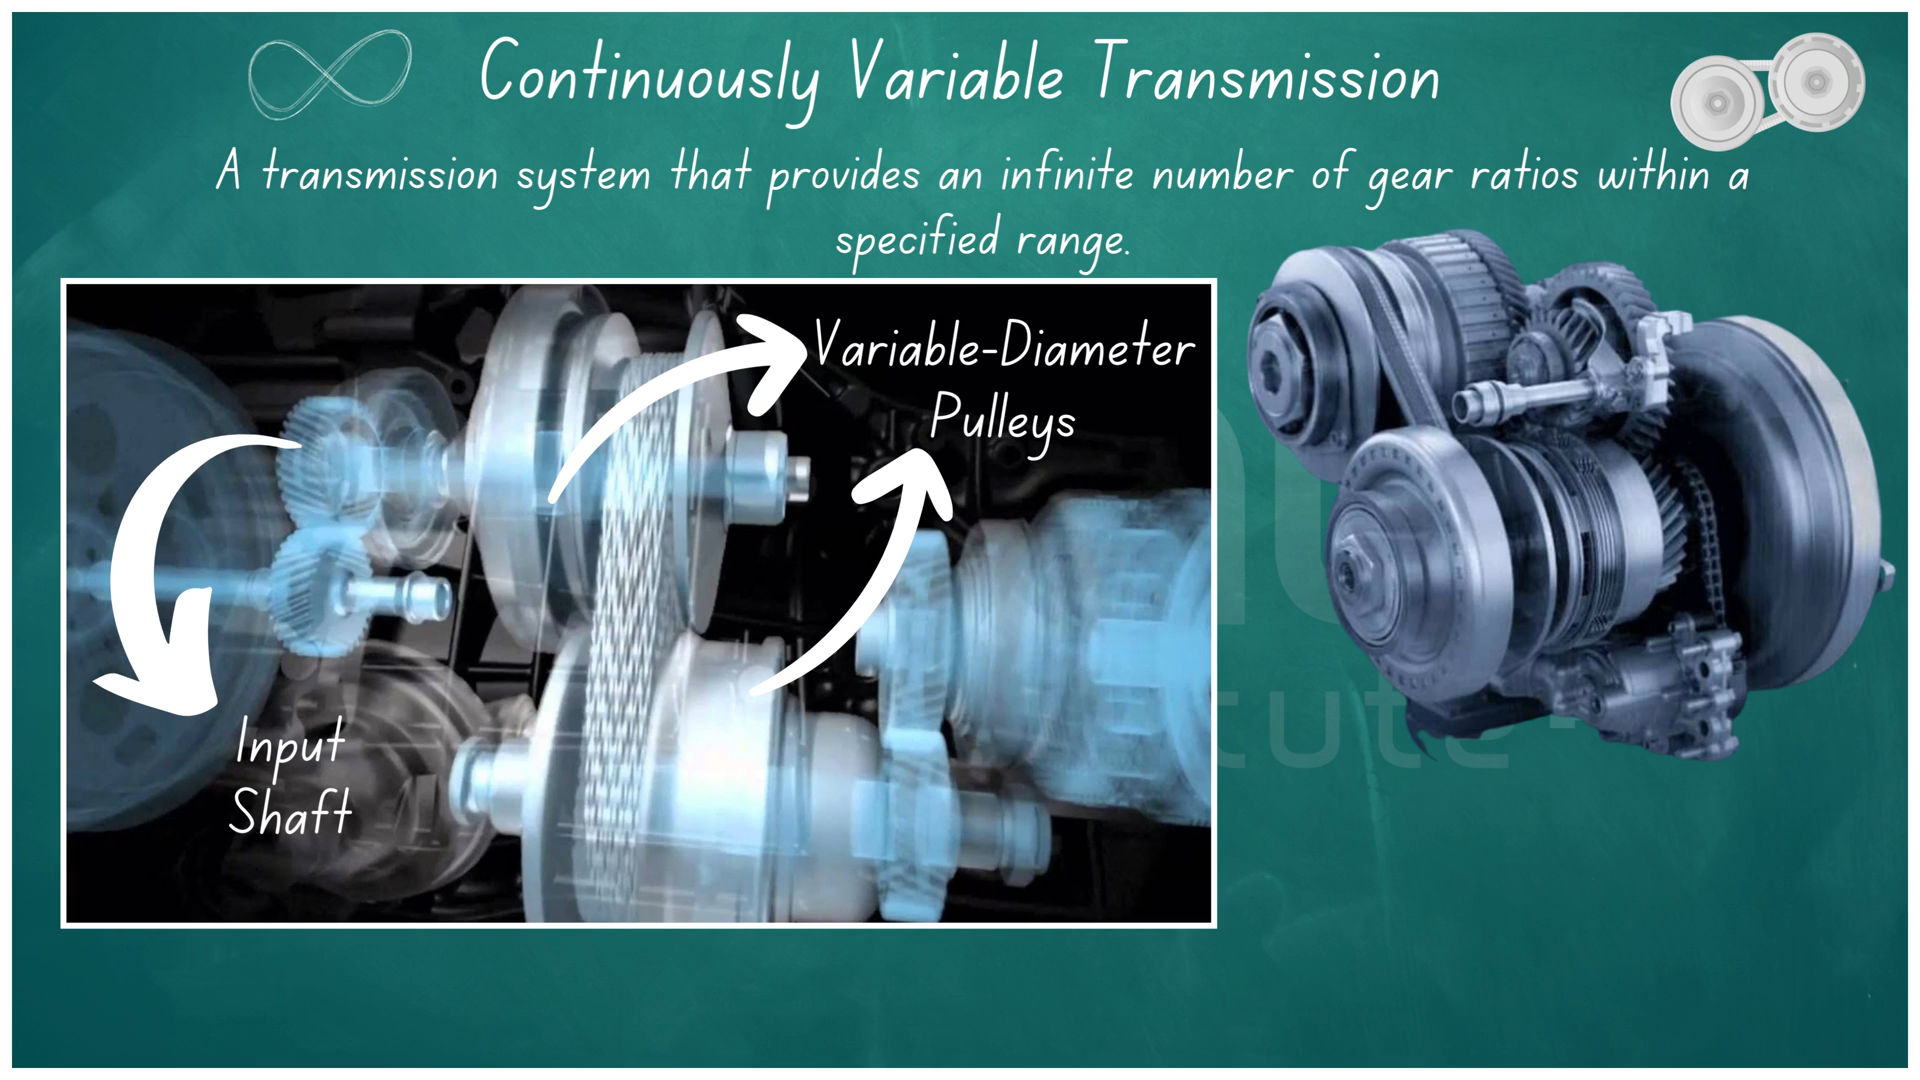 Continuously Variable Transmission
A transmission system that provides an infinite number of gear ratios within a
specified range.
Variable-Diameter
Pulleys
Input
Shaft